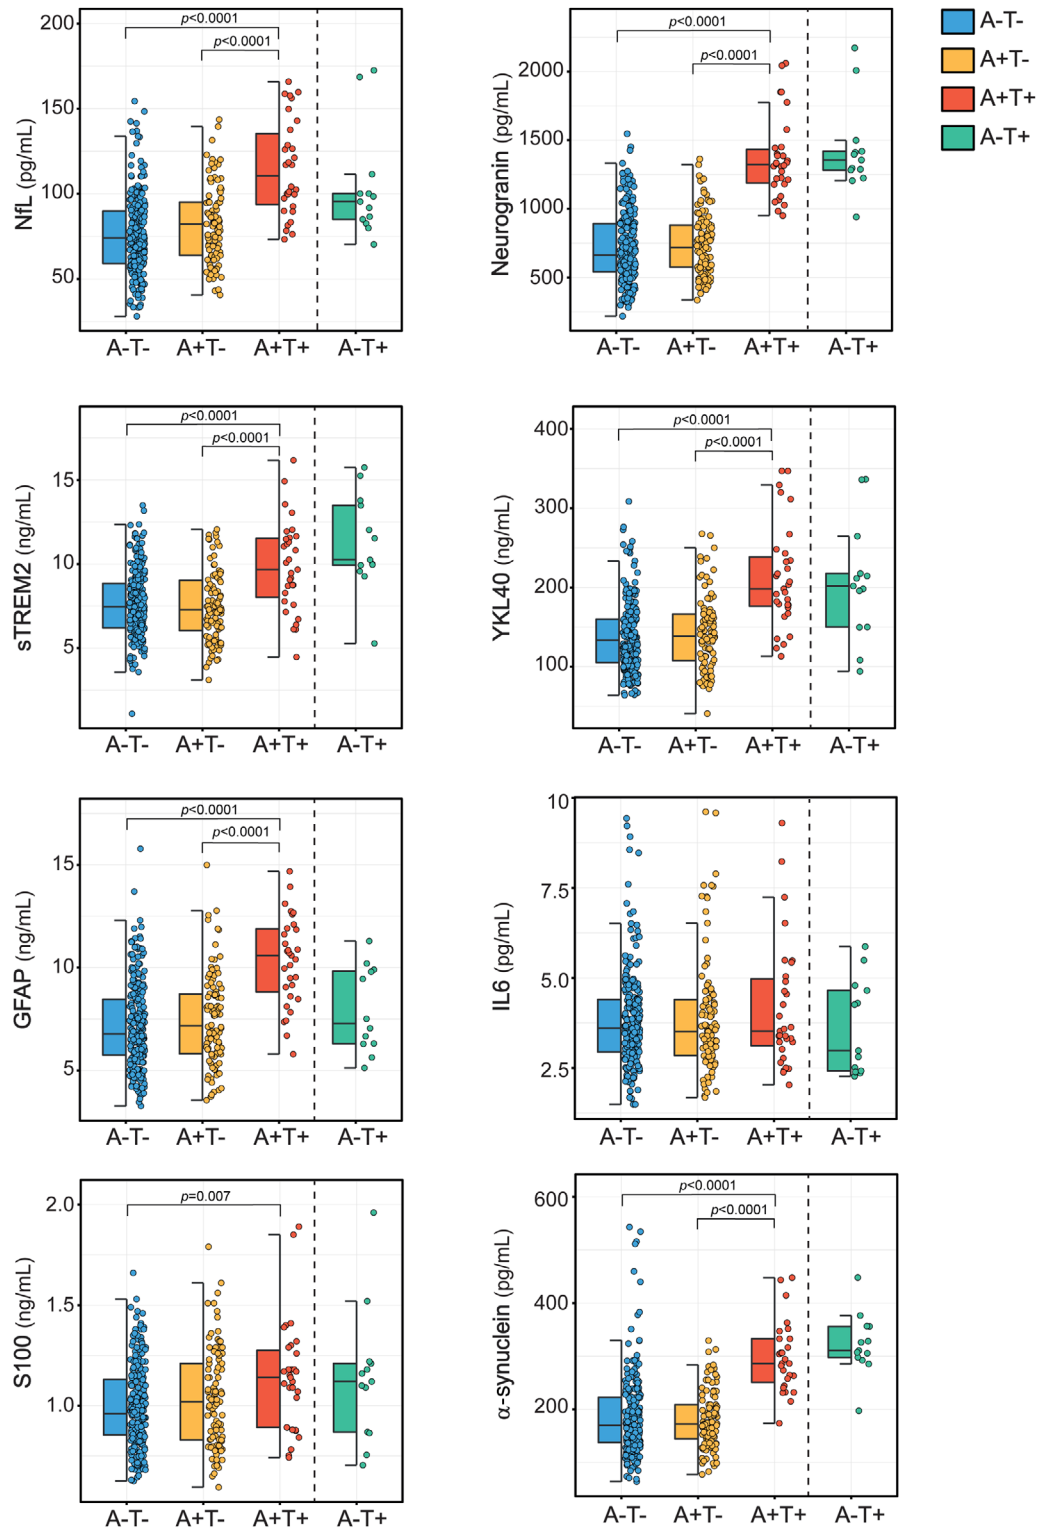 A-T-
A+T-
A+T+
A-T+
NfL (pg/mL)
200
150
100
50
p<0.0001
p<0.0001
A-T- A+T- A+T+ A-T+
Neurogranin (pg/mL)
2000
1500
1000
500
p<0.0001
p<0.0001
A-T- A+T- A+T+ A-T+
sTREM2 (ng/mL)
15
10
5
p<0.0001
p<0.0001
A-T- A+T- A+T+ A-T+
YKL40 (ng/mL)
400
300
200
100
p<0.0001
p<0.0001
A-T- A+T- A+T+ A-T+
GFAP (ng/mL)
15
10
5
p<0.0001
p<0.0001
A-T- A+T- A+T+ A-T+
IL6 (pg/mL)
10
7.5
5.0
2.5
A-T- A+T- A+T+ A-T+
S100 (ng/mL)
2.0
1.5
1.0
p=0.007
A-T- A+T- A+T+ A-T+
α-synuclein (pg/mL)
600
400
200
p<0.0001
p<0.0001
A-T- A+T- A+T+ A-T+